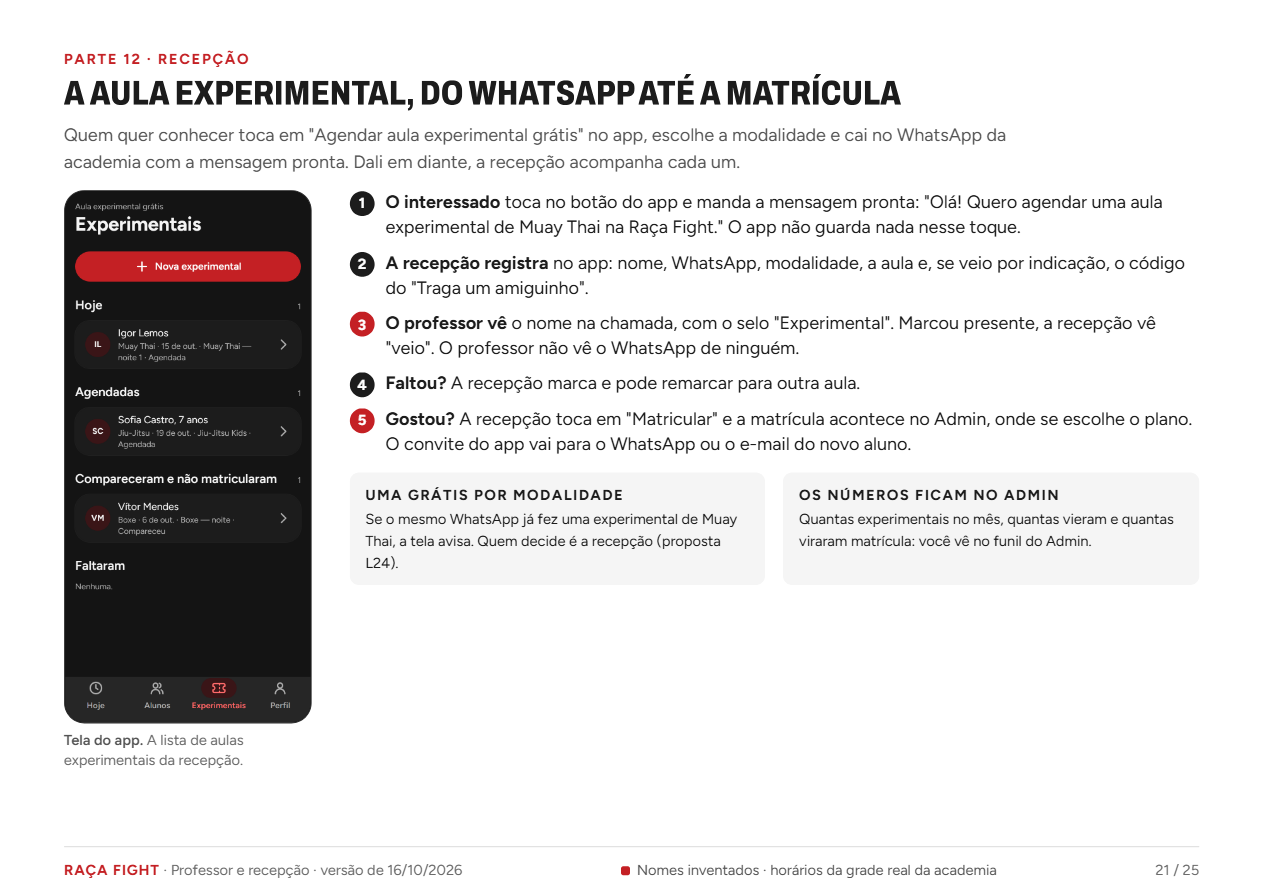 PARTE 12 · RECEPÇÃO
A AULA EXPERIMENTAL, DO WHATSAPP ATÉ A MATRÍCULA
Quem quer conhecer toca em "Agendar aula experimental grátis" no app, escolhe a modalidade e cai no WhatsApp da
academia com a mensagem pronta. Dali em diante, a recepção acompanha cada um.
Aula experimental grátis
Experimentais
+ Nova experimental
Hoje 1
IL
Igor Lemos
Muay Thai · 15 de out. · Muay Thai —
noite 1 · Agendada
Agendadas 1
SC
Sofia Castro, 7 anos
Jiu-Jitsu · 19 de out. · Jiu-Jitsu Kids ·
Agendada
Compareceram e não matricularam 1
VM
Vítor Mendes
Boxe · 6 de out. · Boxe — noite ·
Compareceu
Faltaram
Nenhuma.
Hoje Alunos Experimentais Perfil
Tela do app. A lista de aulas
experimentais da recepção.
1 O interessado toca no botão do app e manda a mensagem pronta: "Olá! Quero agendar uma aula
experimental de Muay Thai na Raça Fight." O app não guarda nada nesse toque.
2 A recepção registra no app: nome, WhatsApp, modalidade, a aula e, se veio por indicação, o código
do "Traga um amiguinho".
3 O professor vê o nome na chamada, com o selo "Experimental". Marcou presente, a recepção vê
"veio". O professor não vê o WhatsApp de ninguém.
4 Faltou? A recepção marca e pode remarcar para outra aula.
5 Gostou? A recepção toca em "Matricular" e a matrícula acontece no Admin, onde se escolhe o plano.
O convite do app vai para o WhatsApp ou o e-mail do novo aluno.
UMA GRÁTIS POR MODALIDADE
Se o mesmo WhatsApp já fez uma experimental de Muay
Thai, a tela avisa. Quem decide é a recepção (proposta
L24).
OS NÚMEROS FICAM NO ADMIN
Quantas experimentais no mês, quantas vieram e quantas
viraram matrícula: você vê no funil do Admin.
RAÇA FIGHT · Professor e recepção · versão de 16/10/2026
Nomes inventados · horários da grade real da academia
21 / 25